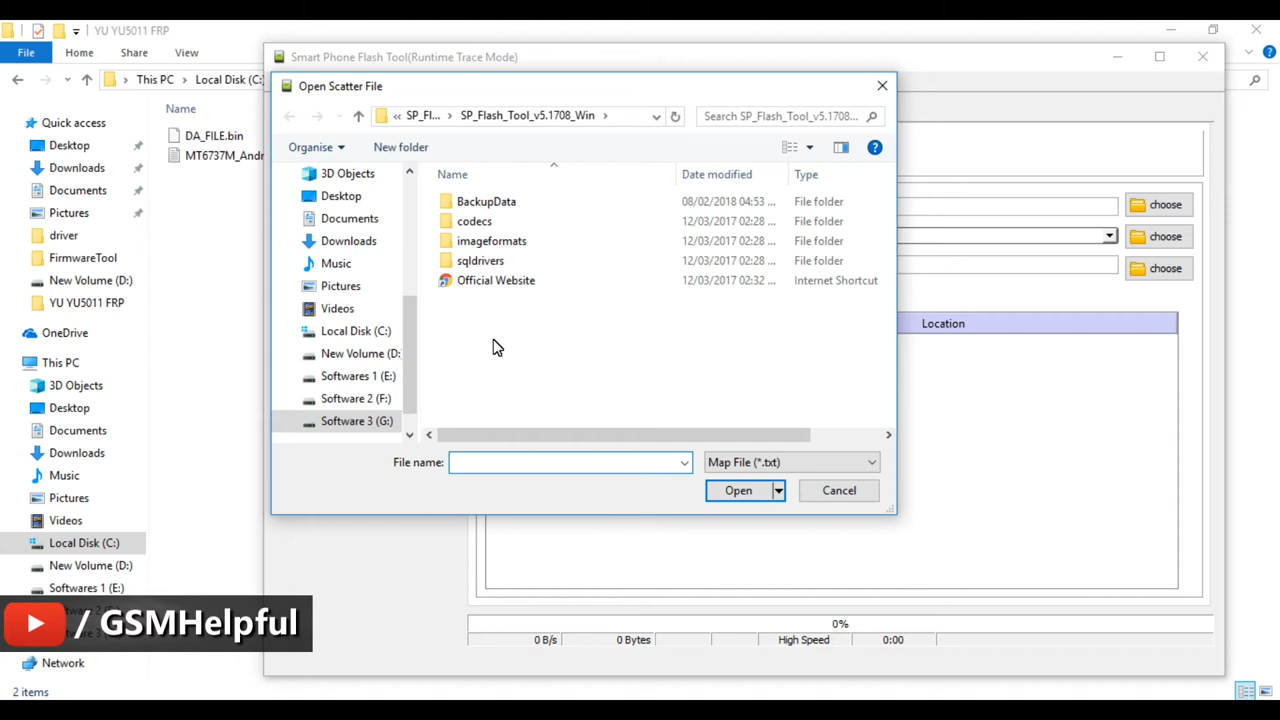 YU YU5011 FRP
File Home Share View
This PC Local Disk (C:)
Quick access
Desktop
Downloads
Documents
Pictures
driver
FirmwareTool
New Volume (D:)
YU YU5011 FRP
OneDrive
This PC
3D Objects
Desktop
Documents
Downloads
Music
Pictures
Videos
Local Disk (C:)
New Volume (D:)
Softwares 1 (E:)
Network
2 items
Name
DA_FILE.bin
MT6737M_Andr
Smart Phone Flash Tool(Runtime Trace Mode)
Open Scatter File
« SP_Fl... SP_Flash_Tool_v5.1708_Win
Search SP_Flash_Tool_v5.1708...
Organise New folder
3D Objects
Desktop
Documents
Downloads
Music
Pictures
Videos
Local Disk (C:)
New Volume (D:
Softwares 1 (E:)
Software 2 (F:)
Software 3 (G:)
Name Date modified Type
BackupData 08/02/2018 04:53 ... File folder
codecs 12/03/2017 02:28 ... File folder
imageformats 12/03/2017 02:28 ... File folder
sqldrivers 12/03/2017 02:28 ... File folder
Official Website 12/03/2017 02:32 ... Internet Shortcut
File name: Map File (*.txt)
Open Cancel
choose
choose
choose
Location
0%
0 B/s 0 Bytes High Speed 0:00
/ GSMHelpful